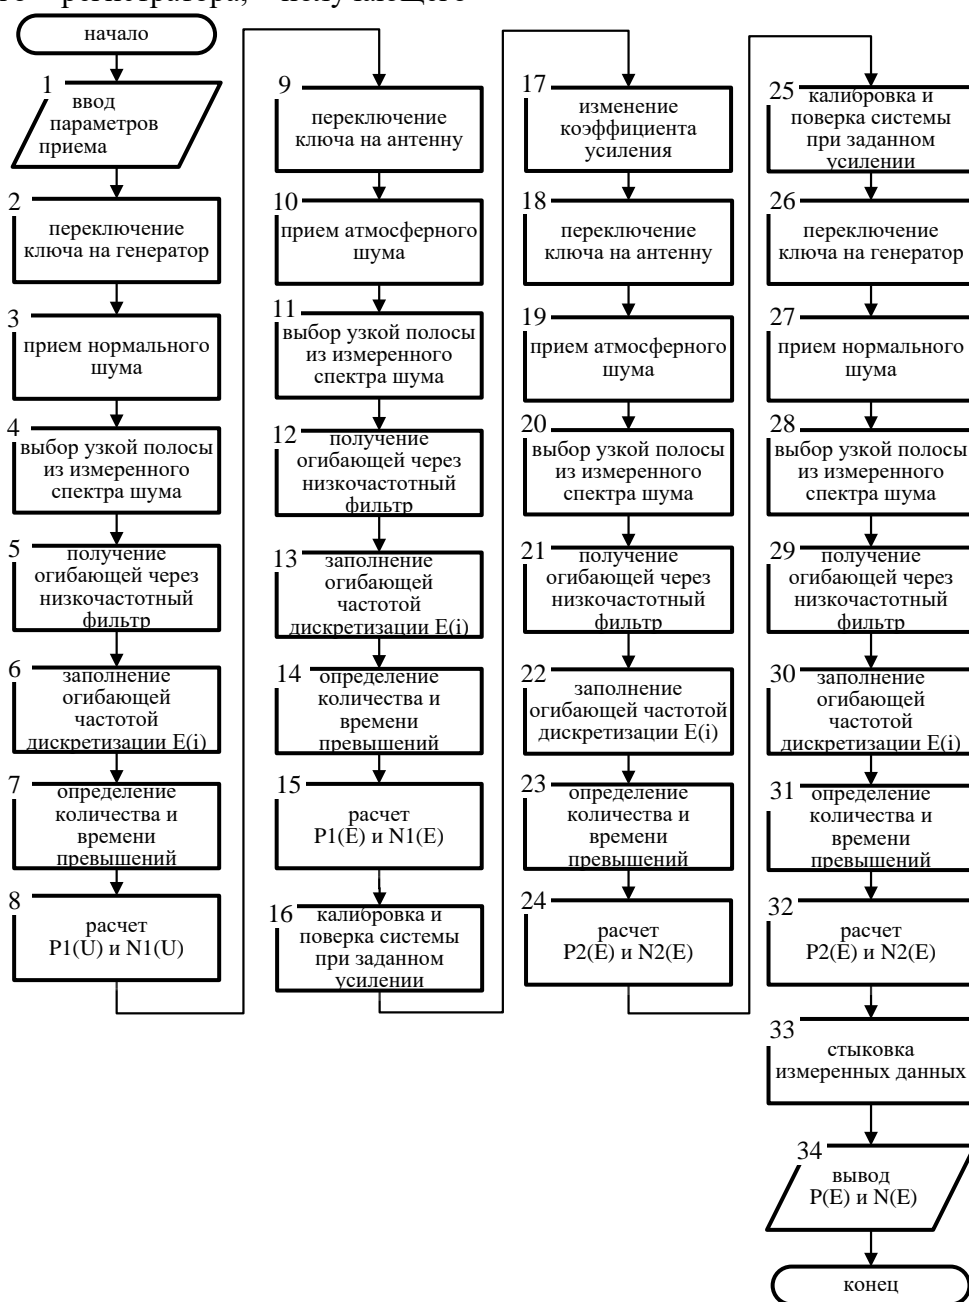 регистратора, получающего
начало
1
ввод
параметров
приема
2
переключение
ключа на генератор
3
прием нормального
шума
4
выбор узкой полосы
из измеренного
спектра шума
5
получение
огибающей через
низкочастотный
фильтр
6
заполнение
огибающей
частотой
дискретизации E(i)
7
определение
количества и
времени
превышений
8
расчет
P1(U) и N1(U)
9
переключение
ключа на антенну
10
прием атмосферного
шума
11
выбор узкой полосы
из измеренного
спектра шума
12
получение
огибающей через
низкочастотный
фильтр
13
заполнение
огибающей
частотой
дискретизации E(i)
14
определение
количества и
времени
превышений
15
расчет
P1(E) и N1(E)
16
калибровка и
поверка системы
при заданном
усилении
17
изменение
коэффициента
усиления
18
переключение
ключа на антенну
19
прием атмосферного
шума
20
выбор узкой полосы
из измеренного
спектра шума
21
получение
огибающей через
низкочастотный
фильтр
22
заполнение
огибающей частотой
дискретизации E(i)
23
определение
количества и
времени
превышений
24
расчет
P2(E) и N2(E)
25
калибровка и
поверка системы
при заданном
усилении
26
переключение
ключа на генератор
27
прием нормального
шума
28
выбор узкой полосы
из измеренного
спектра шума
29
получение
огибающей через
низкочастотный
фильтр
30
заполнение
огибающей
частотой
дискретизации E(i)
31
определение
количества и
времени
превышений
32
расчет
P2(E) и N2(E)
33
стыковка
измеренных данных
34
вывод
P(E) и N(E)
конец